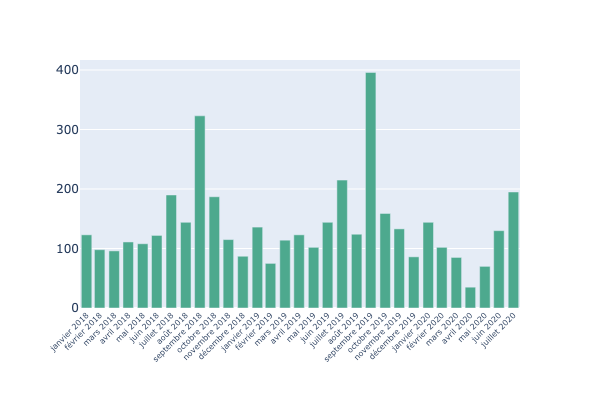 400
300
200
100
0
janvier 2018
février 2018
mars 2018
avril 2018
mai 2018
juin 2018
juillet 2018
août 2018
septembre 2018
octobre 2018
novembre 2018
décembre 2018
janvier 2019
février 2019
mars 2019
avril 2019
mai 2019
juin 2019
juillet 2019
août 2019
septembre 2019
octobre 2019
novembre 2019
décembre 2019
janvier 2020
février 2020
mars 2020
avril 2020
mai 2020
juin 2020
juillet 2020